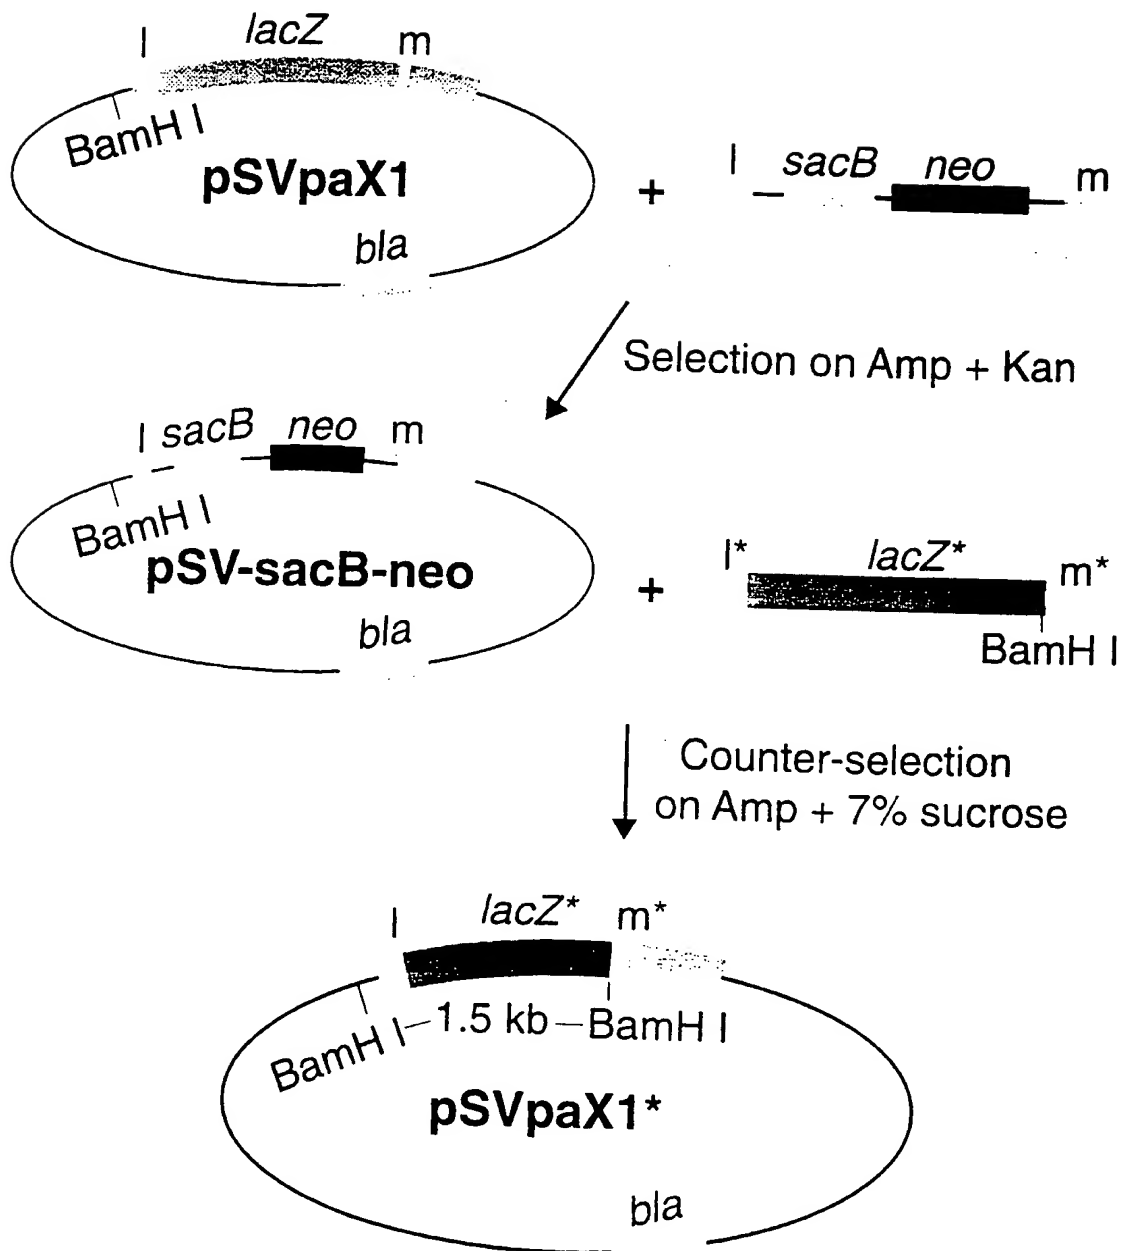 l lacZ m
BamH I
pSVpaX1
bla
+
l sacB neo m
Selection on Amp + Kan
l sacB neo m
BamH I
pSV-sacB-neo
bla
+
l* lacZ* m*
BamH I
Counter-selection
on Amp + 7% sucrose
l lacZ* m*
BamH I—1.5 kb—BamH I
pSVpaX1*
bla